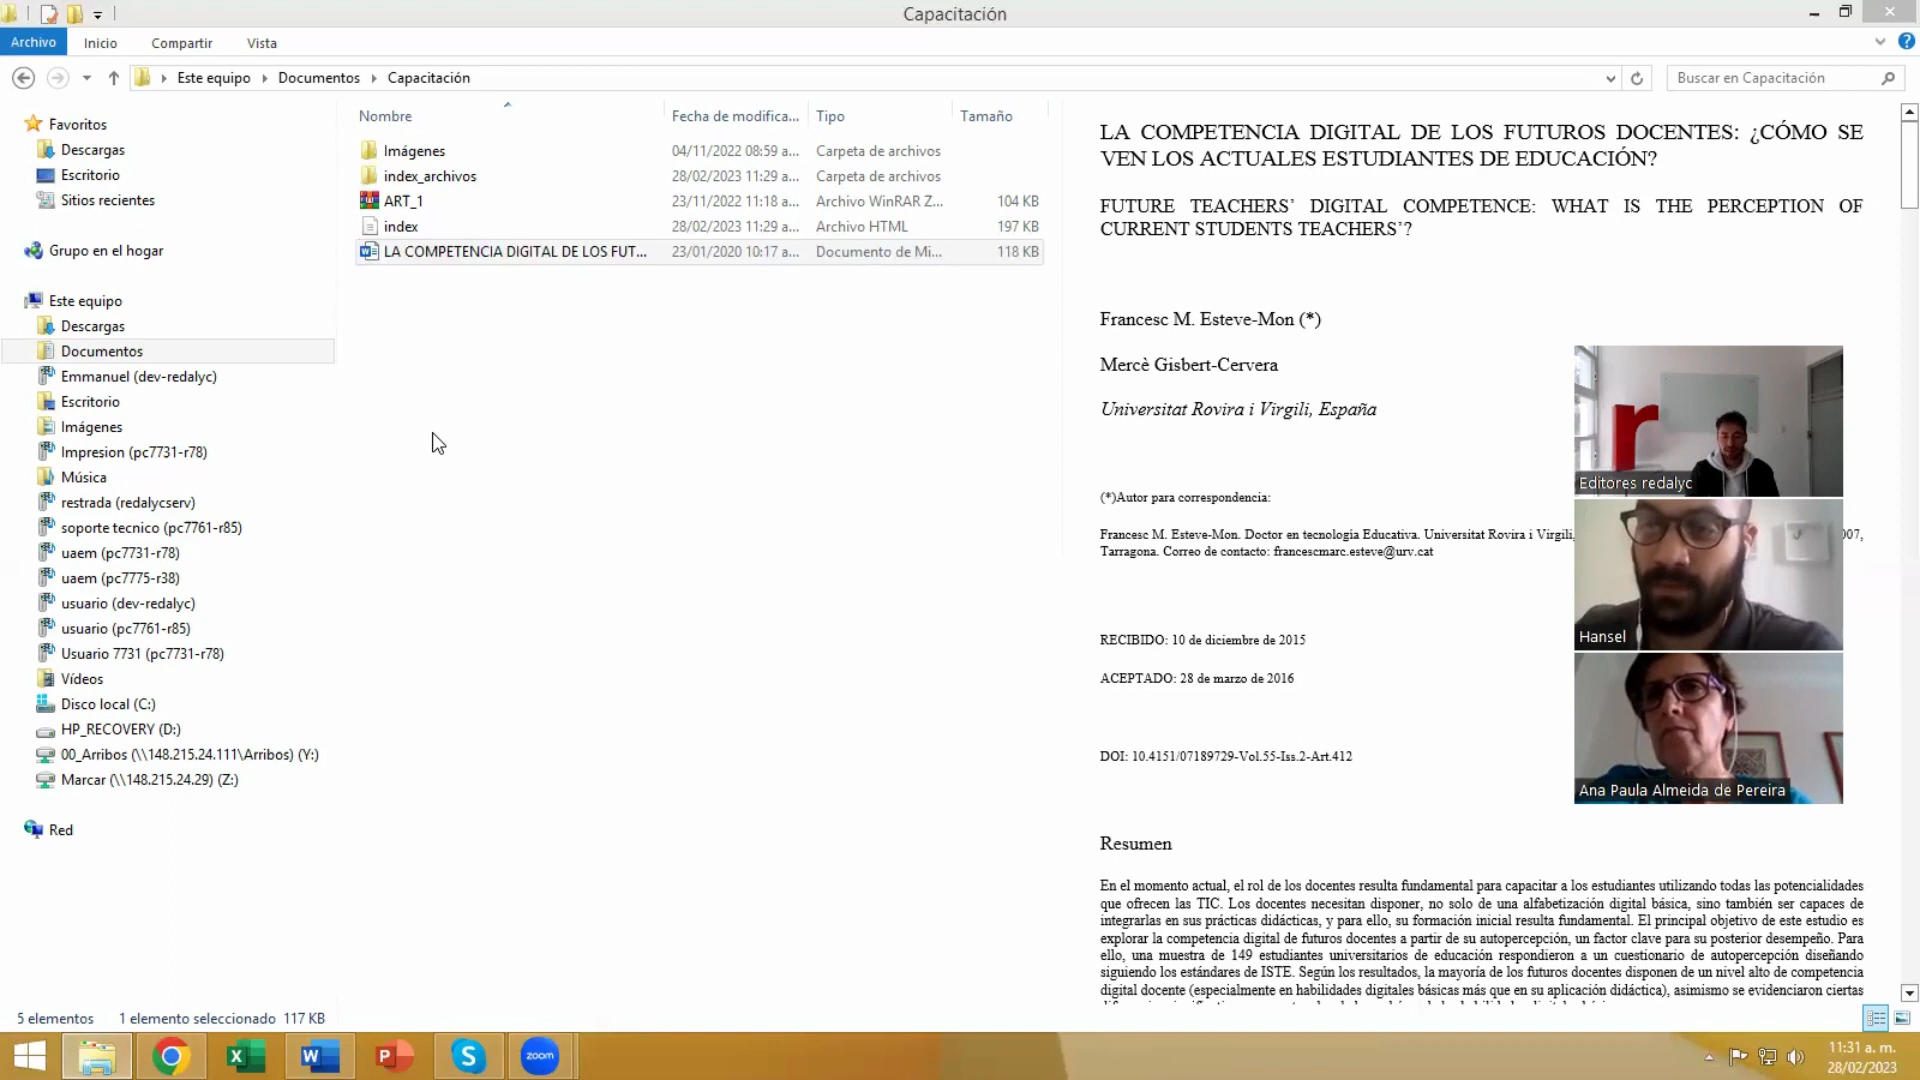 Capacitación
Archivo Inicio Compartir Vista
Este equipo Documentos Capacitación
Buscar en Capacitación
Favoritos
Descargas
Escritorio
Sitios recientes
Grupo en el hogar
Este equipo
Descargas
Documentos
Emmanuel (dev-redalyc)
Escritorio
Imágenes
Impresion (pc7731-r78)
Música
restrada (redalycserv)
soporte tecnico (pc7761-r85)
uaem (pc7731-r78)
uaem (pc7775-r38)
usuario (dev-redalyc)
usuario (pc7761-r85)
Usuario 7731 (pc7731-r78)
Vídeos
Disco local (C:)
HP_RECOVERY (D:)
00_Arribos (\\148.215.24.111\Arribos) (Y:)
Marcar (\\148.215.24.29) (Z:)
Red
Nombre Fecha de modifica... Tipo Tamaño
Imágenes 04/11/2022 08:59 a... Carpeta de archivos
index_archivos 28/02/2023 11:29 a... Carpeta de archivos
ART_1 23/11/2022 11:18 a... Archivo WinRAR Z... 104 KB
index 28/02/2023 11:29 a... Archivo HTML 197 KB
LA COMPETENCIA DIGITAL DE LOS FUT... 23/01/2020 10:17 a... Documento de Mi... 118 KB
LA COMPETENCIA DIGITAL DE LOS FUTUROS DOCENTES: ¿CÓMO SE
VEN LOS ACTUALES ESTUDIANTES DE EDUCACIÓN?
FUTURE TEACHERS’ DIGITAL COMPETENCE: WHAT IS THE PERCEPTION OF
CURRENT STUDENTS TEACHERS’?
Francesc M. Esteve-Mon (*)
Mercè Gisbert-Cervera
Universitat Rovira i Virgili, España
(*)Autor para correspondencia:
Francesc M. Esteve-Mon. Doctor en tecnología Educativa. Universitat Rovira i Virgili, 007,
Tarragona. Correo de contacto: francescmarc.esteve@urv.cat
RECIBIDO: 10 de diciembre de 2015
ACEPTADO: 28 de marzo de 2016
DOI: 10.4151/07189729-Vol.55-Iss.2-Art.412
Resumen
En el momento actual, el rol de los docentes resulta fundamental para capacitar a los estudiantes utilizando todas las potencialidades
que ofrecen las TIC. Los docentes necesitan disponer, no solo de una alfabetización digital básica, sino también ser capaces de
integrarlas en sus prácticas didácticas, y para ello, su formación inicial resulta fundamental. El principal objetivo de este estudio es
explorar la competencia digital de futuros docentes a partir de su autopercepción, un factor clave para su posterior desempeño. Para
ello, una muestra de 149 estudiantes universitarios de educación respondieron a un cuestionario de autopercepción diseñando
siguiendo los estándares de ISTE. Según los resultados, la mayoría de los futuros docentes disponen de un nivel alto de competencia
digital docente (especialmente en habilidades digitales básicas más que en su aplicación didáctica), asimismo se evidenciaron ciertas
r
Editores redalyc
Hansel
Ana Paula Almeida de Pereira
5 elementos 1 elemento seleccionado 117 KB
zoom
11:31 a. m.
28/02/2023